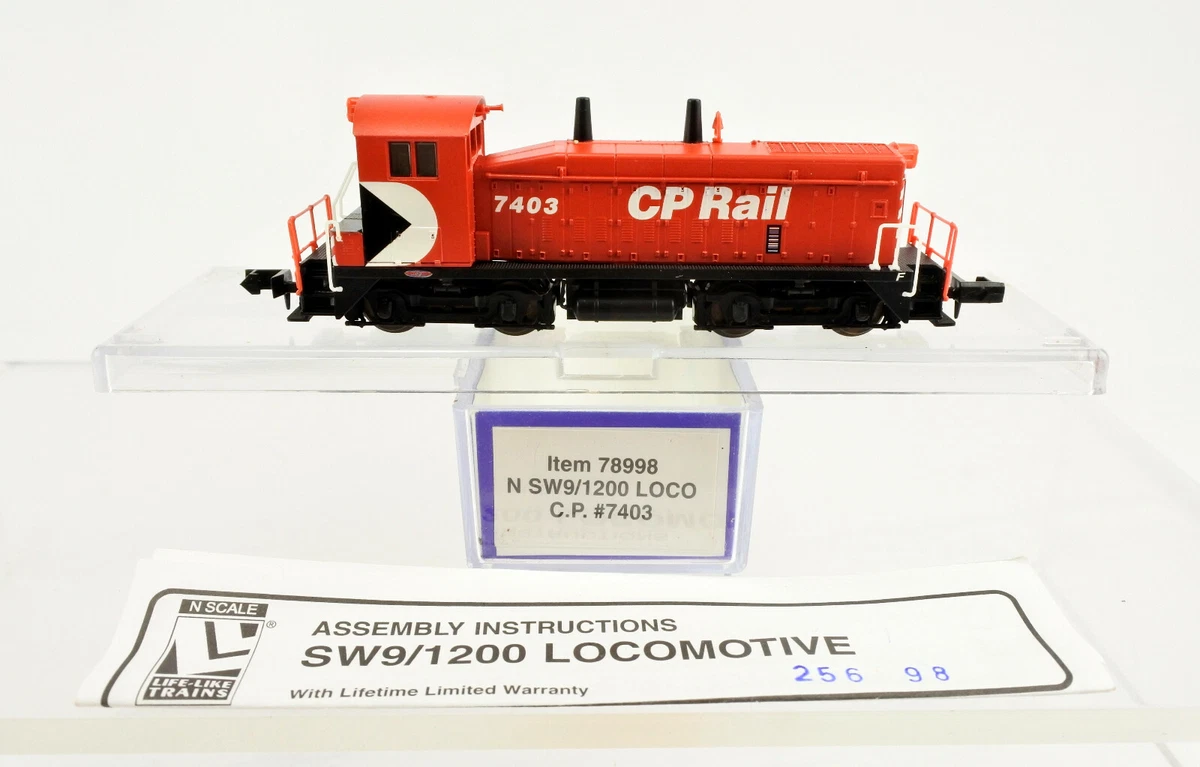 7403
CP Rail
F
Item 78998
N SW9/1200 LOCO
C.P. #7403
N SCALE
®
LIFE-LIKE
TRAINS
ASSEMBLY INSTRUCTIONS
SW9/1200 LOCOMOTIVE
256 98
With Lifetime Limited Warranty